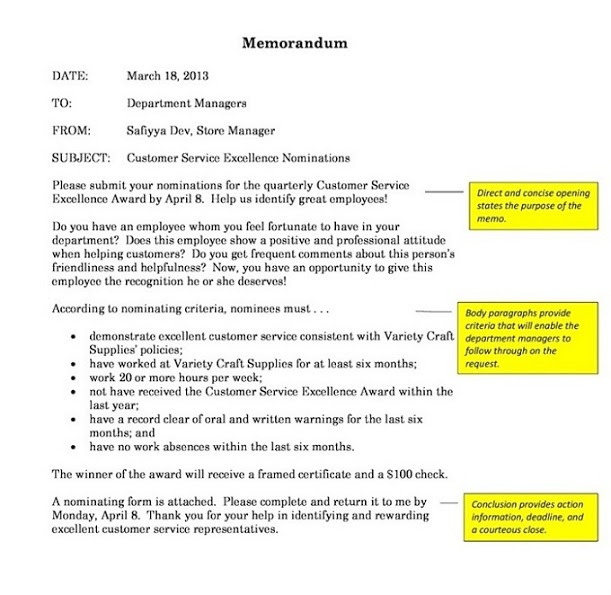 Memorandum
DATE: March 18, 2013
TO: Department Managers
FROM: Safiyya Dev, Store Manager
SUBJECT: Customer Service Excellence Nominations
Please submit your nominations for the quarterly Customer Service
Excellence Award by April 8. Help us identify great employees!
Direct and concise opening
states the purpose of the
memo.
Do you have an employee whom you feel fortunate to have in your
department? Does this employee show a positive and professional attitude
when helping customers? Do you get frequent comments about this person's
friendliness and helpfulness? Now, you have an opportunity to give this
employee the recognition he or she deserves!
According to nominating criteria, nominees must . . .
Body paragraphs provide
criteria that will enable the
department managers to
follow through on the
request.
• demonstrate excellent customer service consistent with Variety Craft
Supplies' policies;
• have worked at Variety Craft Supplies for at least six months;
• work 20 or more hours per week;
• not have received the Customer Service Excellence Award within the
last year;
• have a record clear of oral and written warnings for the last six
months; and
• have no work absences within the last six months.
The winner of the award will receive a framed certificate and a $100 check.
A nominating form is attached. Please complete and return it to me by
Monday, April 8. Thank you for your help in identifying and rewarding
excellent customer service representatives.
Conclusion provides action
information, deadline, and
a courteous close.